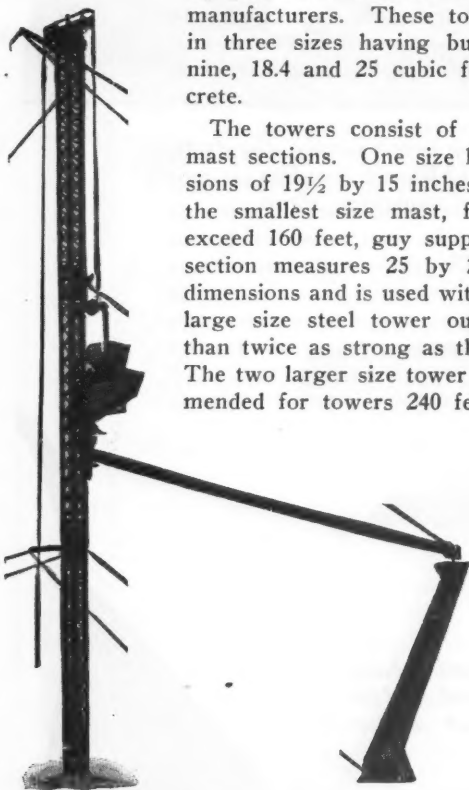 manufacturers. These to
in three sizes having bu
nine, 18.4 and 25 cubic f
crete.
The towers consist of
mast sections. One size l
sions of 19½ by 15 inches
the smallest size mast, f
exceed 160 feet, guy supp
section measures 25 by
dimensions and is used wit
large size steel tower ou
than twice as strong as th
The two larger size tower
mended for towers 240 fe